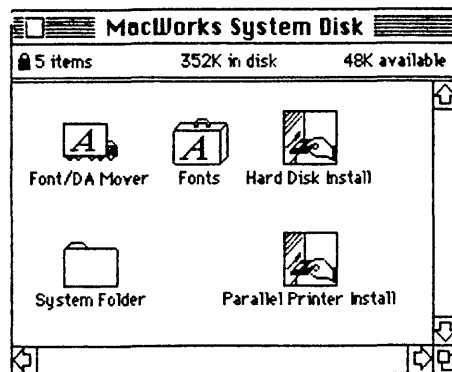 MacWorks System Disk
5 items 352K in disk 48K available
A A
Font/DA Mover Fonts Hard Disk Install
System Folder Parallel Printer Install